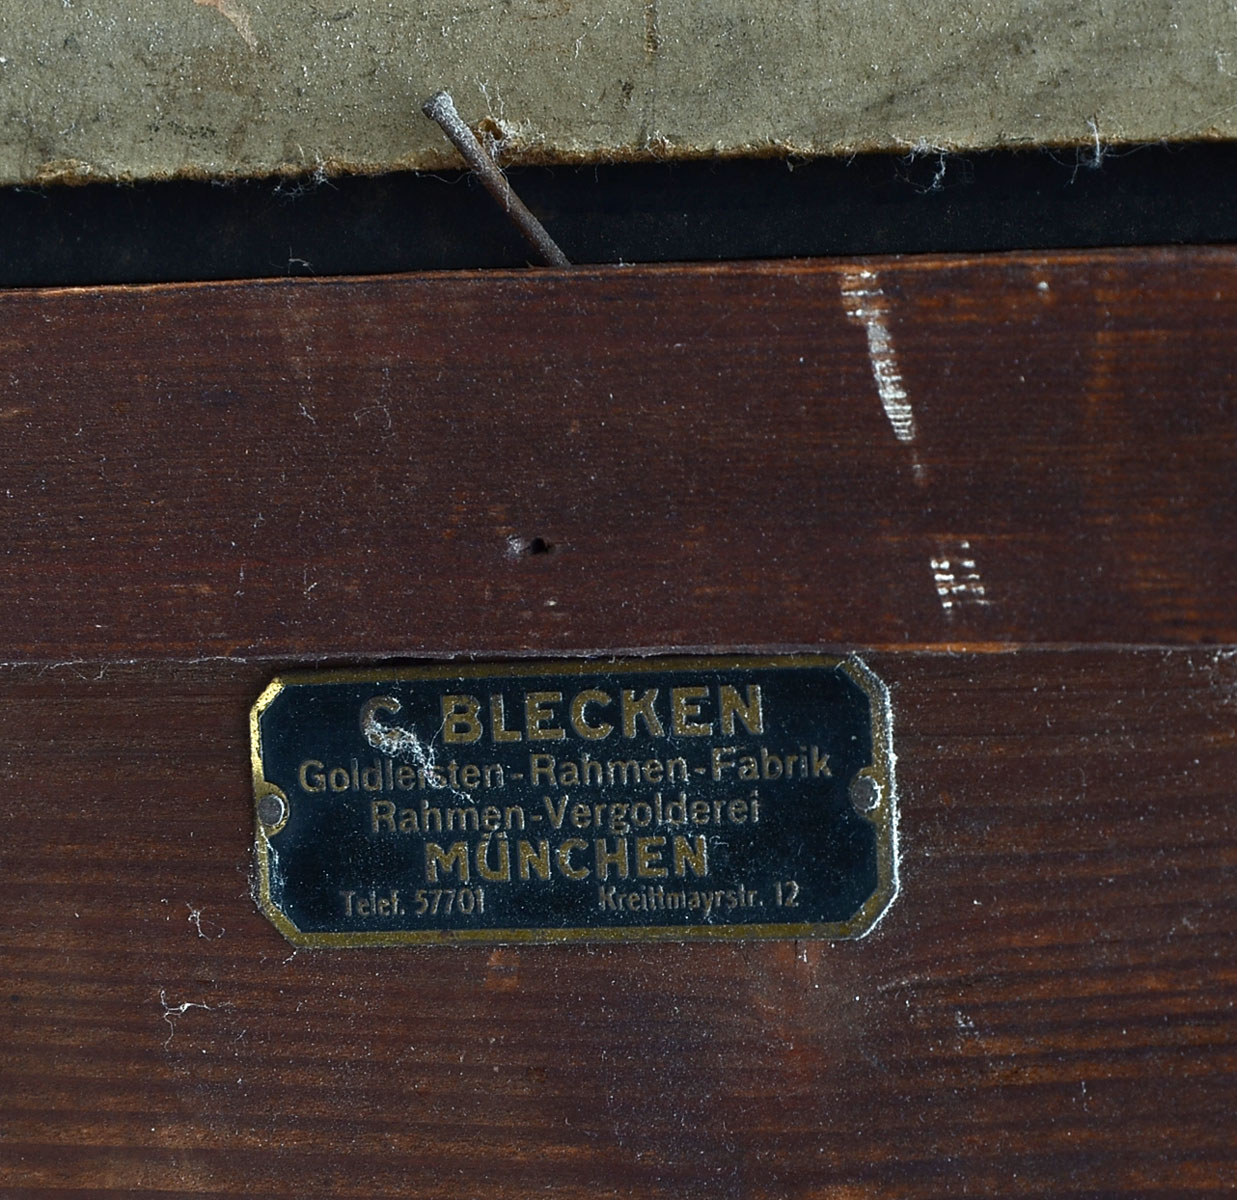 C. BLECKEN
Goldleisten-Rahmen-Fabrik
Rahmen-Vergolderei
MÜNCHEN
Telef. 57701 Kreittmayrstr. 12